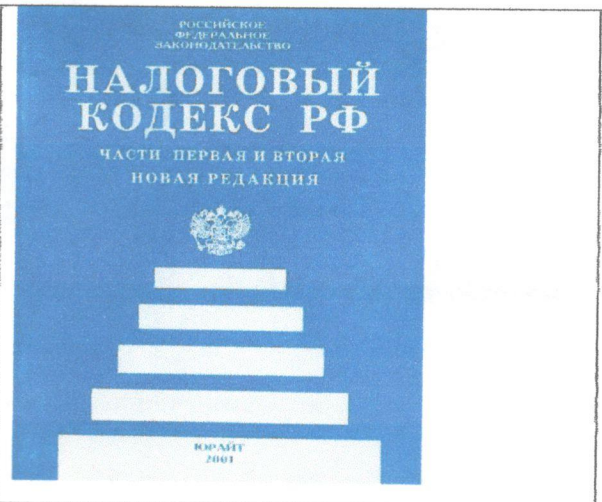 РОССИЙСКОЕ
ФЕДЕРАЛЬНОЕ
ЗАКОНОДАТЕЛЬСТВО
НАЛОГОВЫЙ
КОДЕКС РФ
ЧАСТИ ПЕРВАЯ И ВТОРАЯ
НОВАЯ РЕДАКЦИЯ
ЮРАЙТ
2001